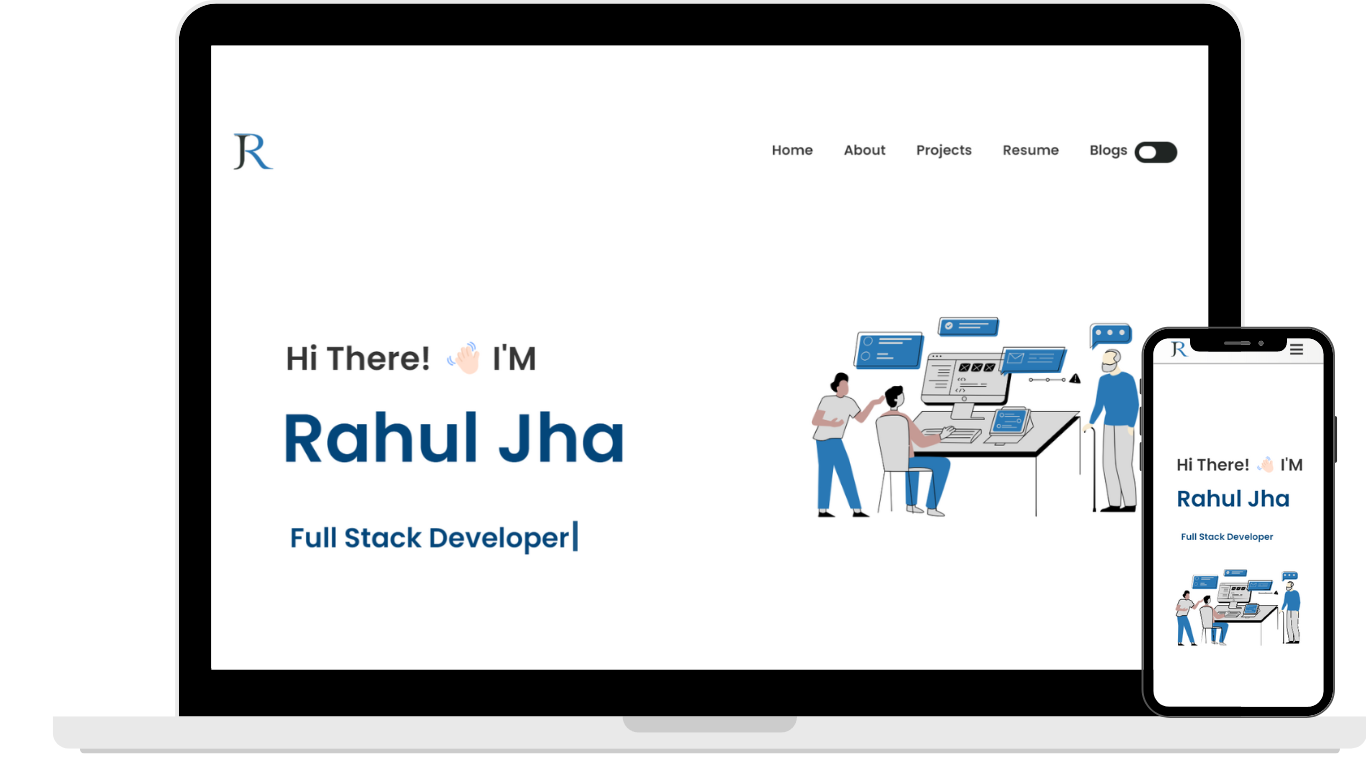 JR
Home About Projects Resume Blogs
Hi There! 👋🏻 I'M
Rahul Jha
Full Stack Developer
JR
Hi There! 👋🏻 I'M
Rahul Jha
Full Stack Developer